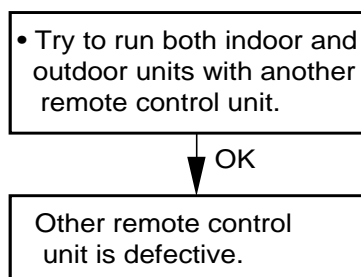 • Try to run both indoor and
outdoor units with another
remote control unit.
OK
Other remote control
unit is defective.